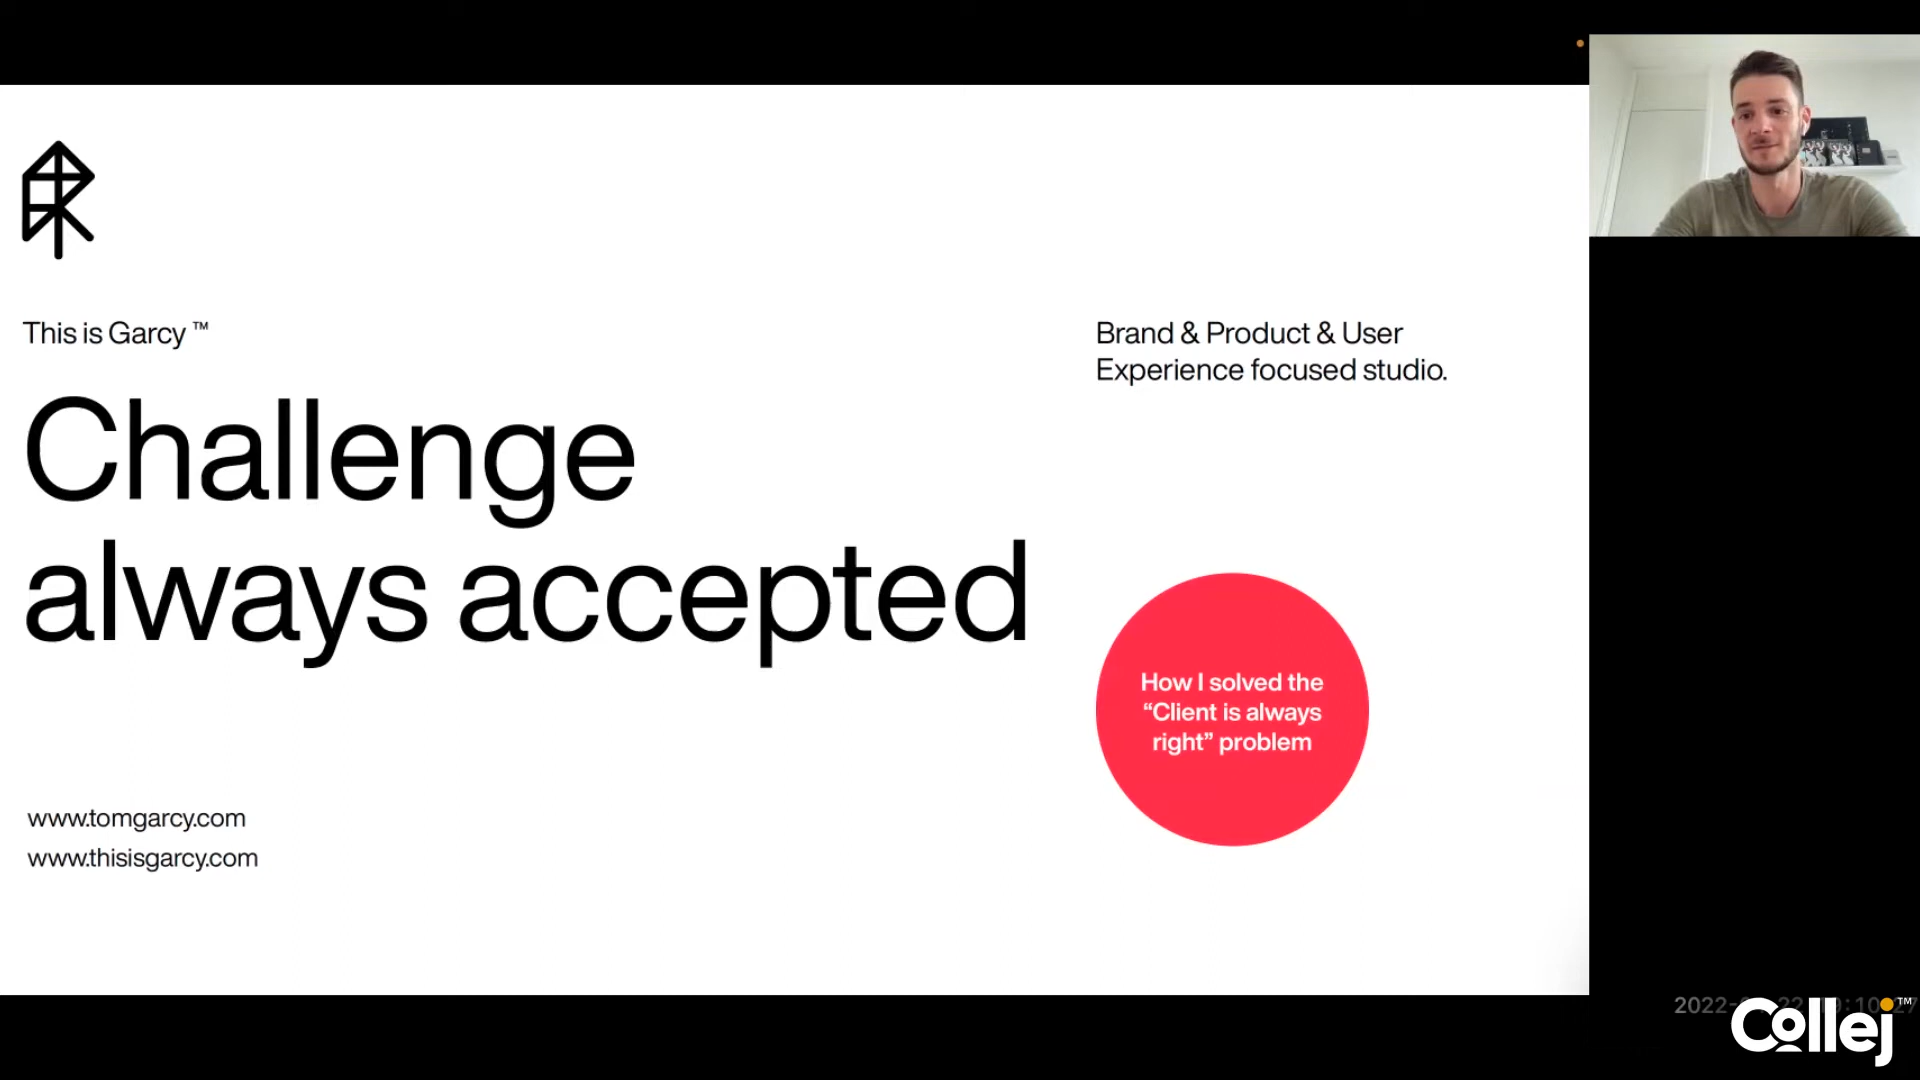 This is Garcy ™
Brand & Product & User
Experience focused studio.
Challenge
always accepted
How I solved the
“Client is always
right” problem
www.tomgarcy.com
www.thisisgarcy.com
Collej™